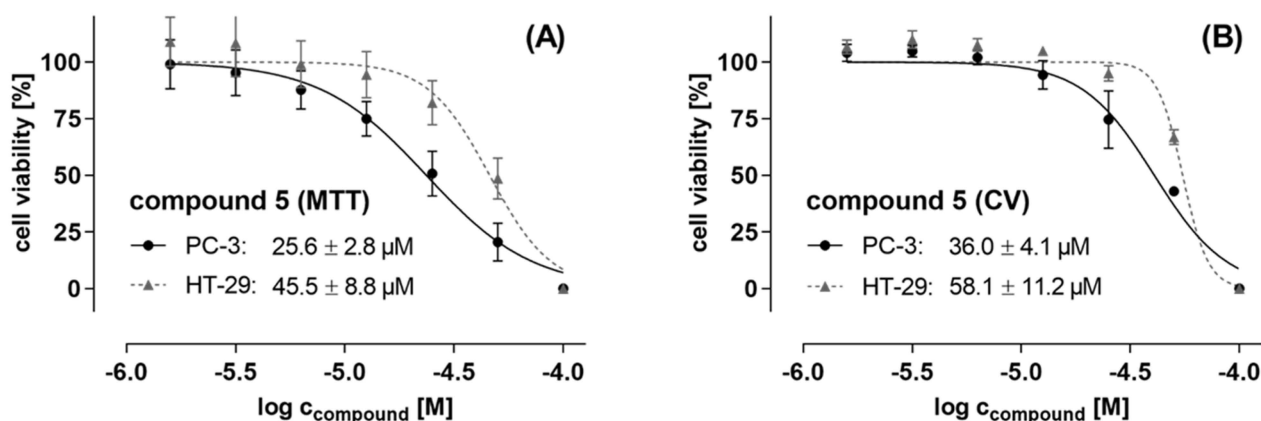 (A)
cell viability [%]
100
75
50
25
0
compound 5 (MTT)
PC-3: 25.6 ± 2.8 µM
HT-29: 45.5 ± 8.8 µM
-6.0 -5.5 -5.0 -4.5 -4.0
log c compound [M]
(B)
cell viability [%]
100
75
50
25
0
compound 5 (CV)
PC-3: 36.0 ± 4.1 µM
HT-29: 58.1 ± 11.2 µM
-6.0 -5.5 -5.0 -4.5 -4.0
log c compound [M]